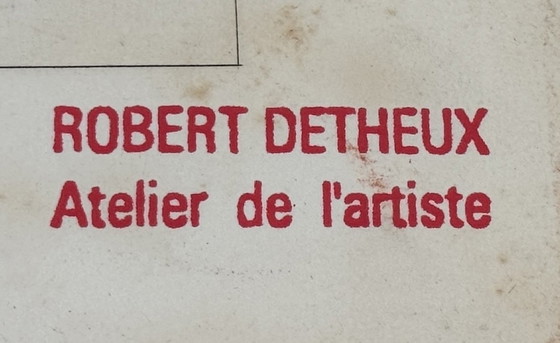 ROBERT DETHEUX
Atelier de l'artiste